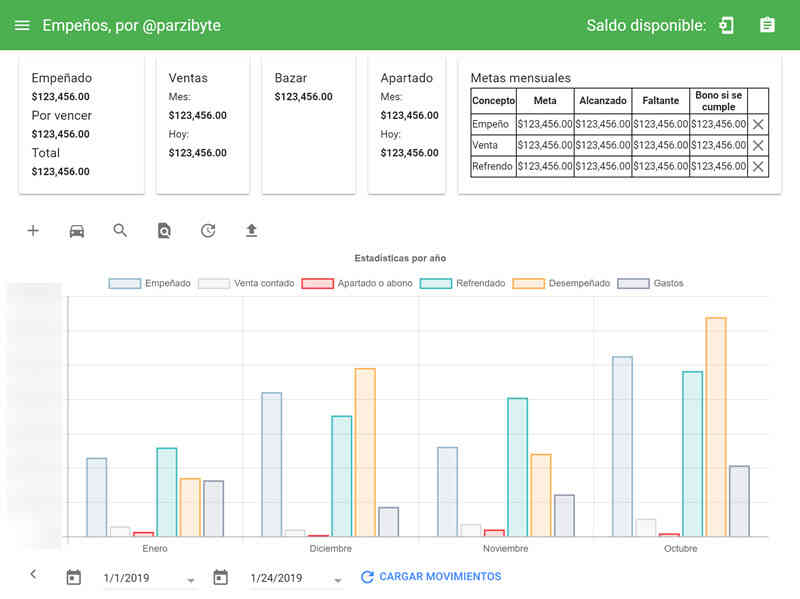 Empeños, por @parzibyte
Saldo disponible:
Empeñado
$123,456.00
Por vencer
$123,456.00
Total
$123,456.00
Ventas
Mes:
$123,456.00
Hoy:
$123,456.00
Bazar
$123,456.00
Apartado
Mes:
$123,456.00
Hoy:
$123,456.00
Metas mensuales
Concepto Meta Alcanzado Faltante Bono si se cumple
Empeño $123,456.00 $123,456.00 $123,456.00 $123,456.00
Venta $123,456.00 $123,456.00 $123,456.00 $123,456.00
Refrendo $123,456.00 $123,456.00 $123,456.00 $123,456.00
Estadísticas por año
Empeñado Venta contado Apartado o abono Refrendado Desempeñado Gastos
Enero Diciembre Noviembre Octubre
1/1/2019 1/24/2019 CARGAR MOVIMIENTOS